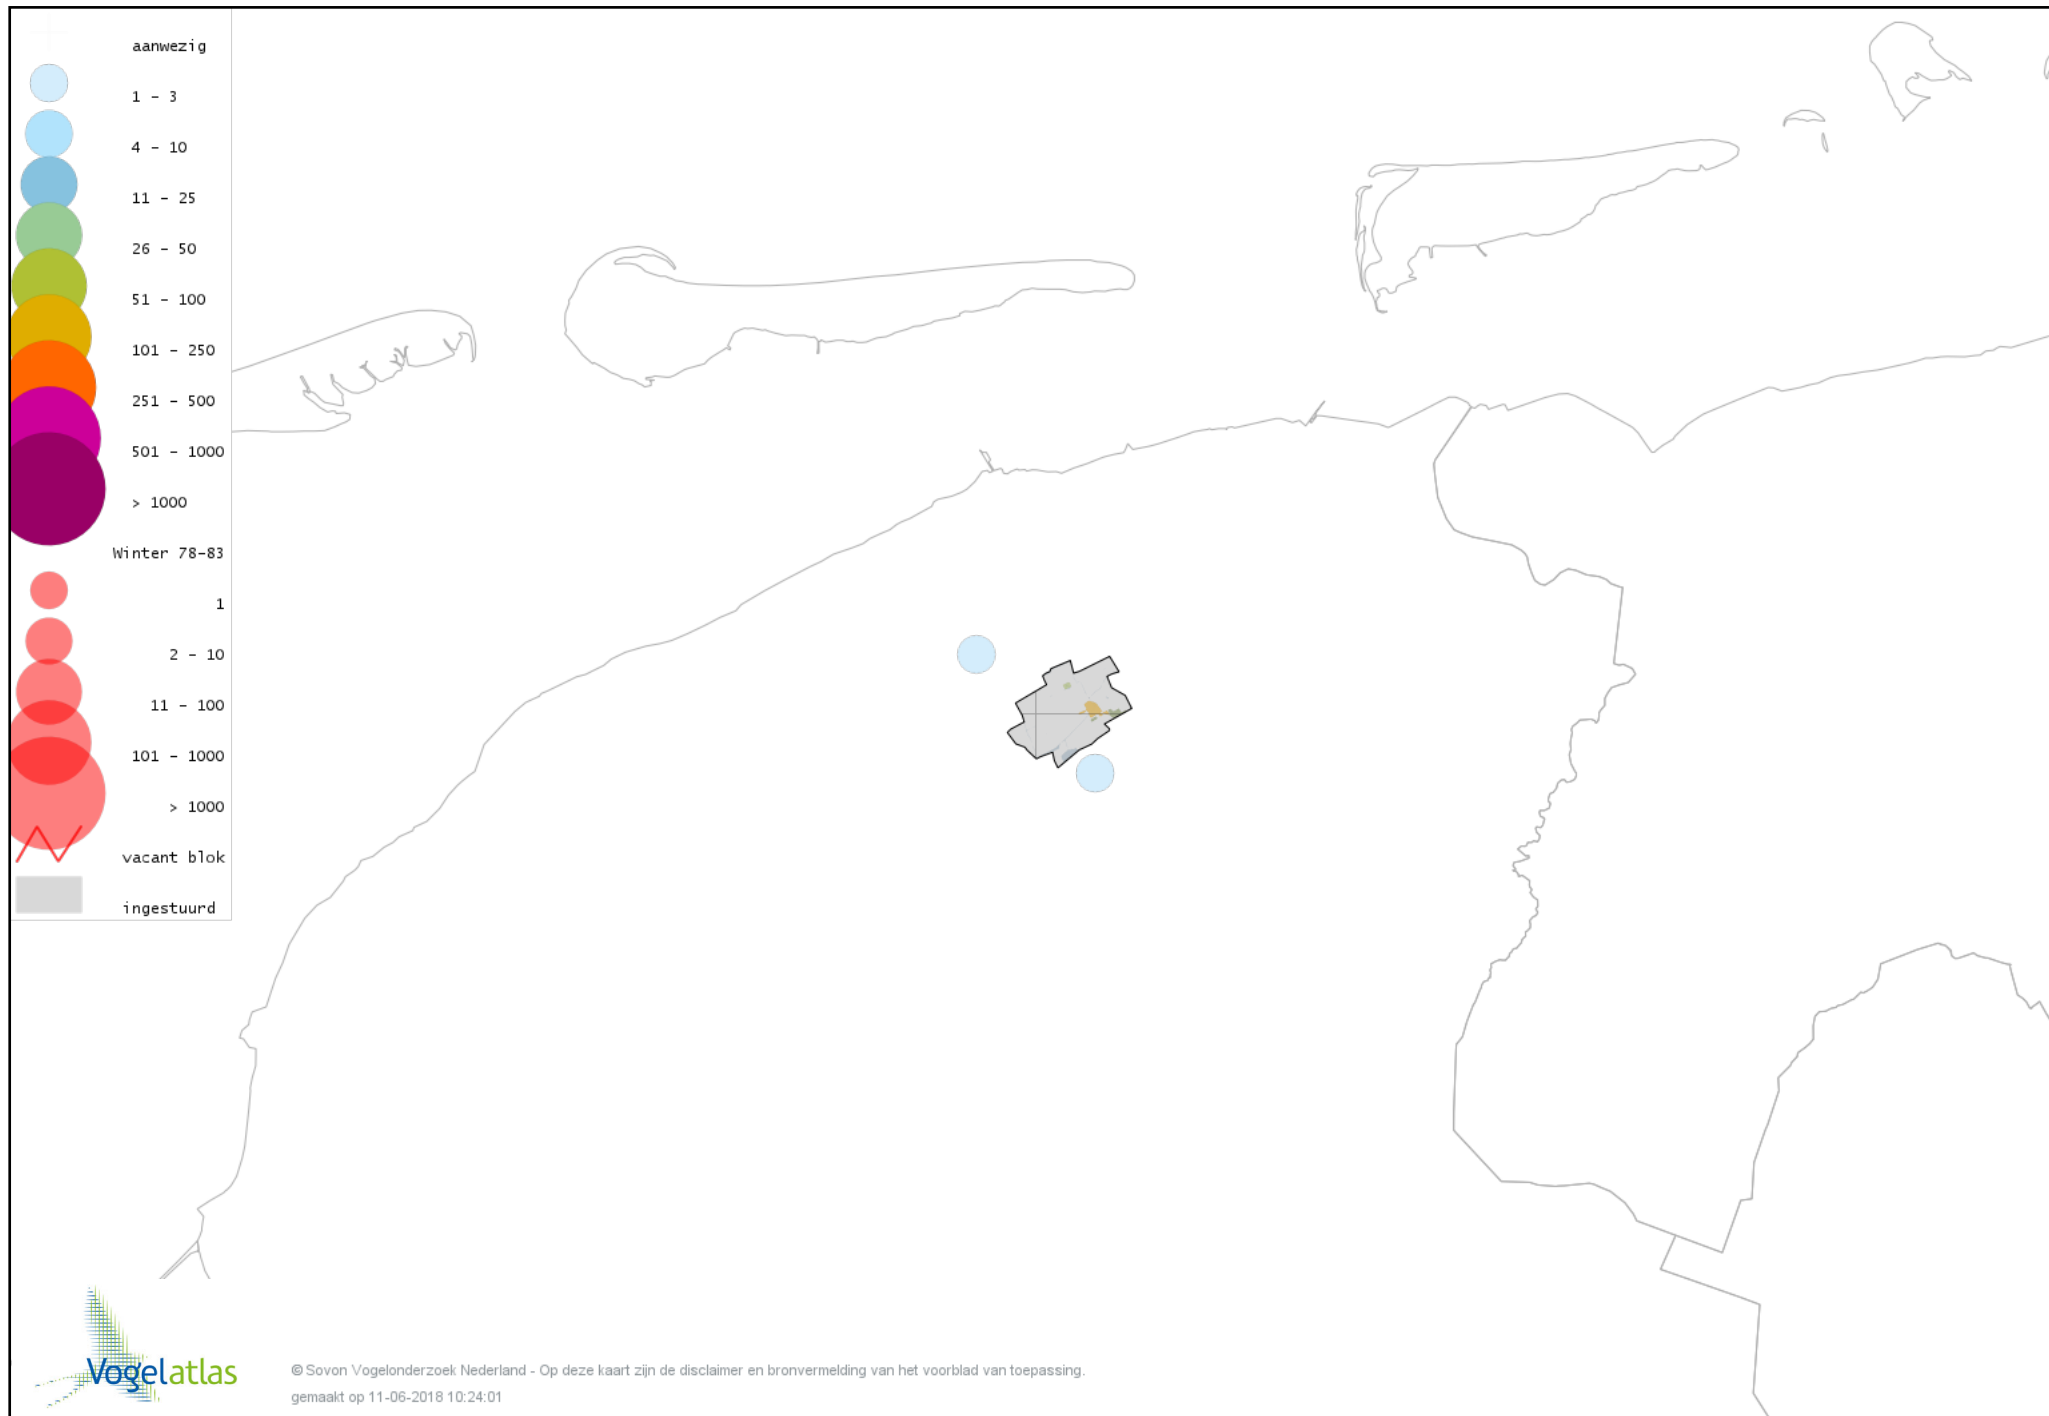 aanwezig
1 - 3
4 - 10
11 - 25
26 - 50
51 - 100
101 - 250
251 - 500
501 - 1000
> 1000
Winter 78-83
1
2 - 10
11 - 100
101 - 1000
> 1000
vacant blok
ingestuurd
Vogelatlas
© Sovon Vogelonderzoek Nederland - Op deze kaart zijn de disclaimer en bronvermelding van het voorblad van toepassing.
gemaakt op 11-06-2018 10:24:01